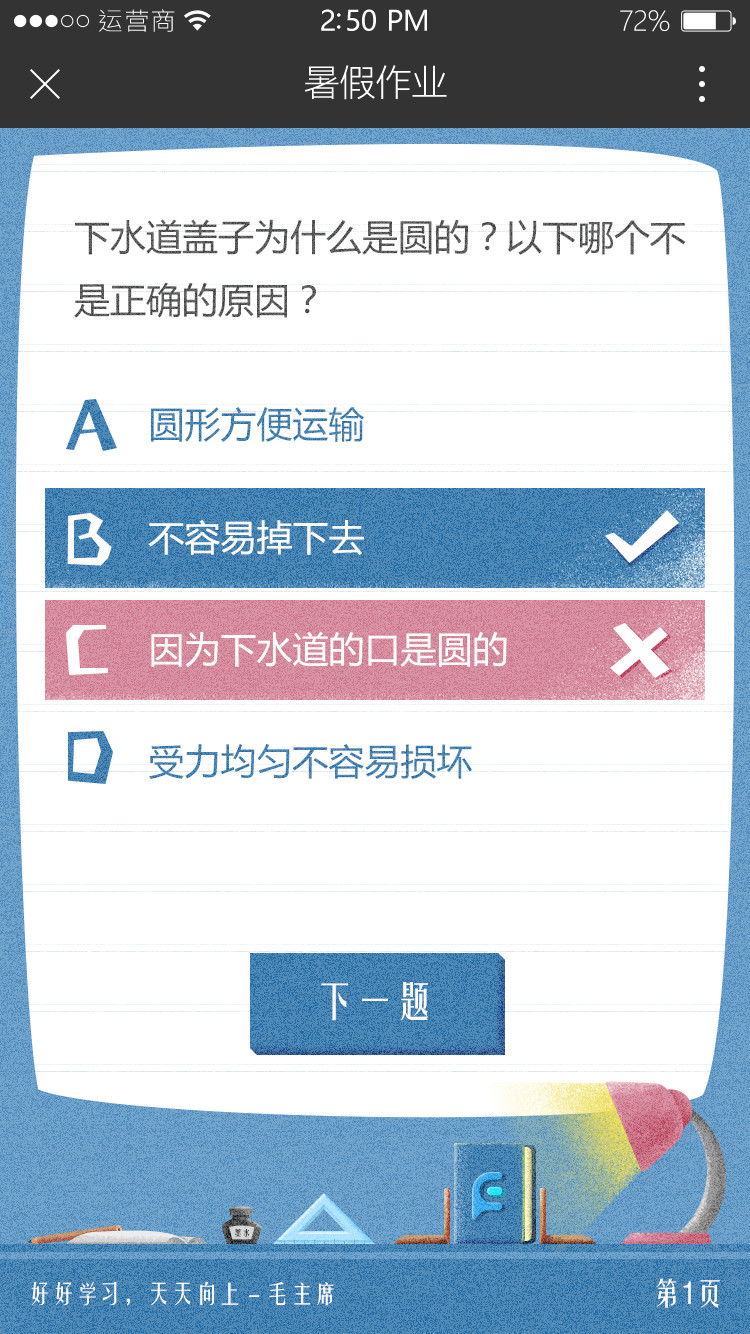 运营商 2:50 PM 72%
暑假作业
下水道盖子为什么是圆的？以下哪个不
是正确的原因？
A 圆形方便运输
B 不容易掉下去
C 因为下水道的口是圆的
D 受力均匀不容易损坏
下一题
墨水
好好学习，天天向上－毛主席
第1页